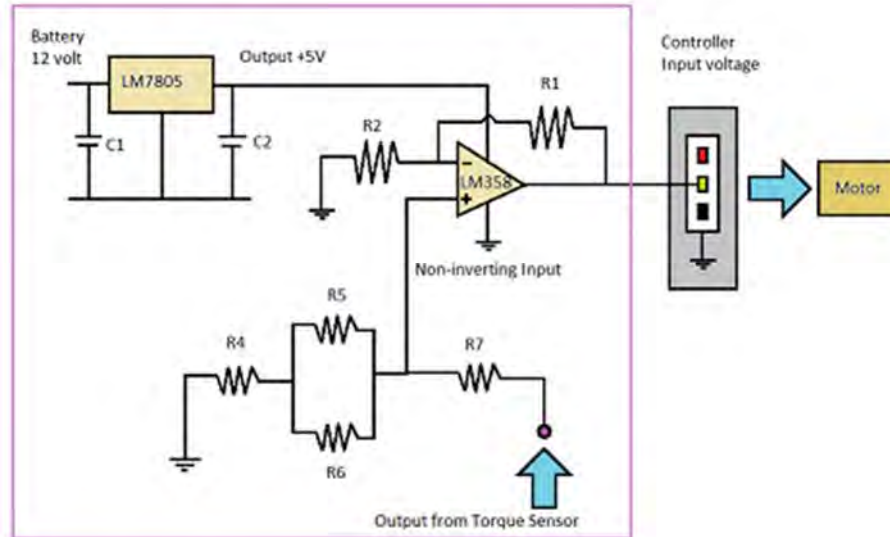 Battery
12 volt
LM7805
Output +5V
C1
C2
R2
R1
−
LM358
+
Non-inverting Input
Controller
Input voltage
Motor
R5
R4
R7
R6
Output from Torque Sensor